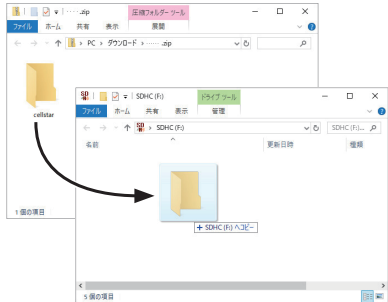 .zip
圧縮フォルダー ツール
ファイル ホーム 共有 表示 展開
PC > ダウンロード > ...... .zip
cellstar
1 個の項目
SDHC (F:)
ドライブ ツール
ファイル ホーム 共有 表示 管理
SDHC (F:) >
SDHC (F:)...
名前 更新日時 種類
+ SDHC (F:) へコピー
5 個の項目